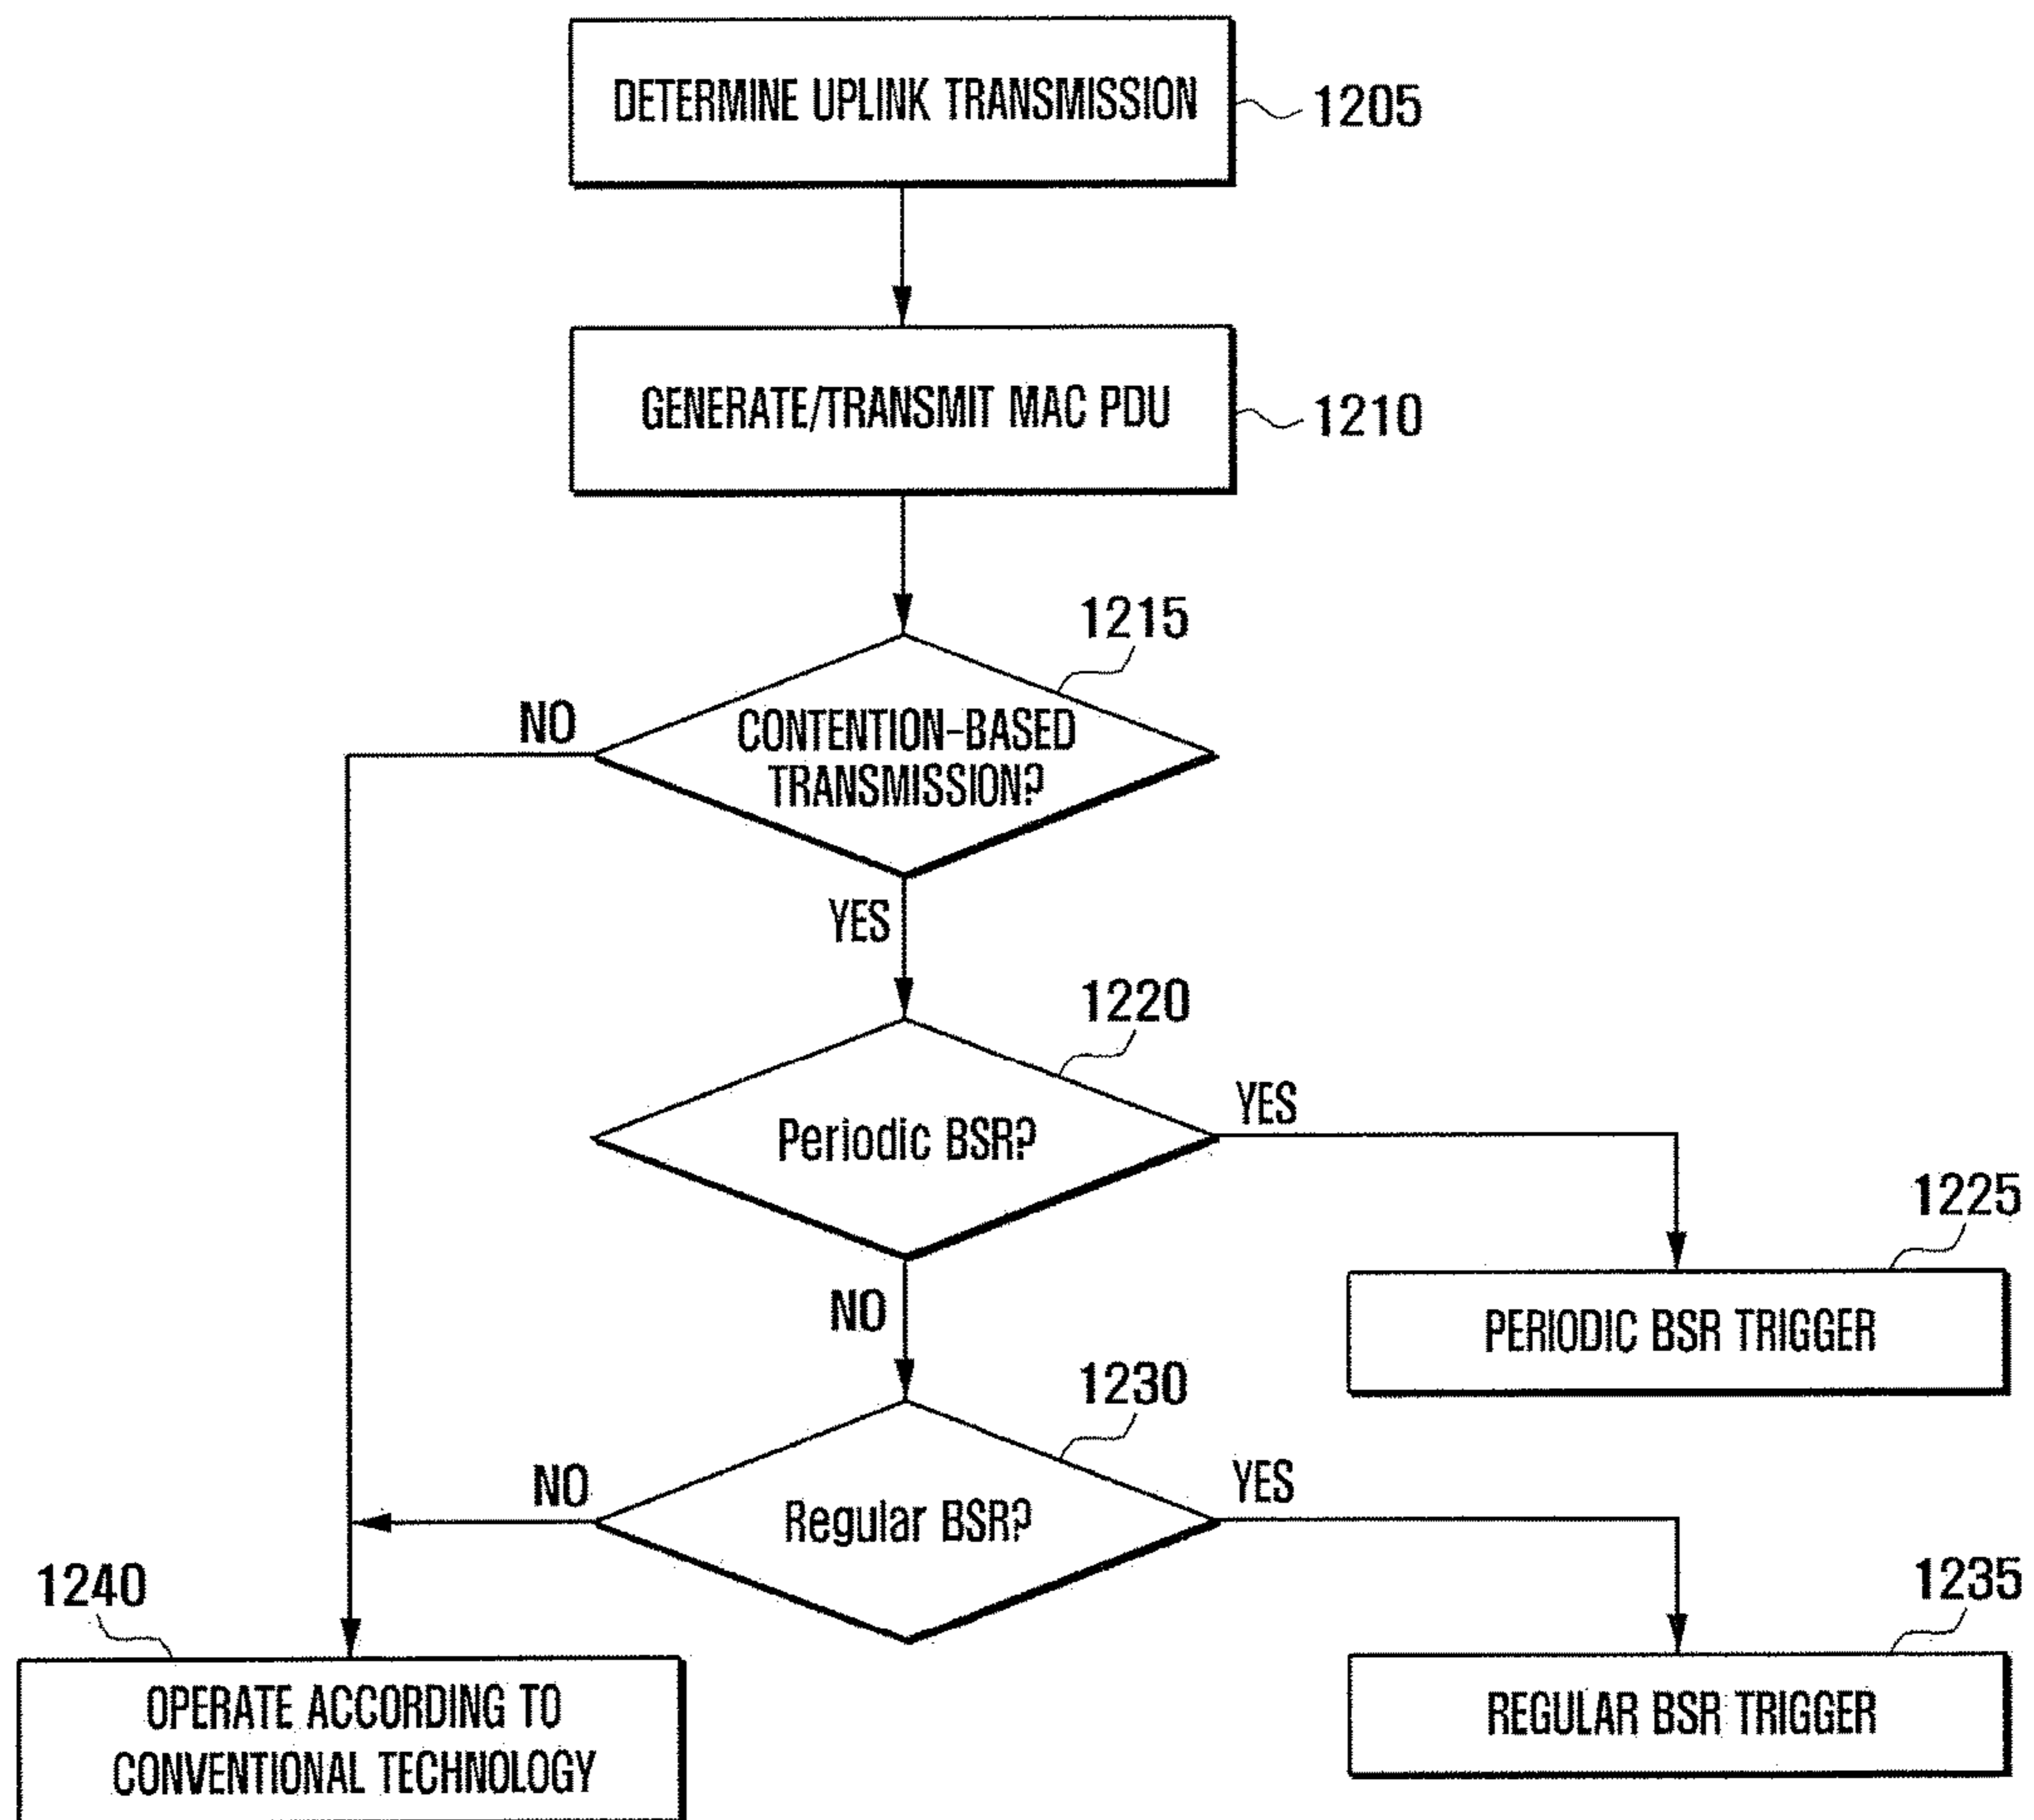 DETERMINE UPLINK TRANSMISSION
1205
GENERATE/TRANSMIT MAC PDU
1210
1215
NO
CONTENTION-BASED
TRANSMISSION?
YES
1220
YES
Periodic BSR?
1225
PERIODIC BSR TRIGGER
NO
1230
NO
YES
Regular BSR?
1240
1235
OPERATE ACCORDING TO
CONVENTIONAL TECHNOLOGY
REGULAR BSR TRIGGER